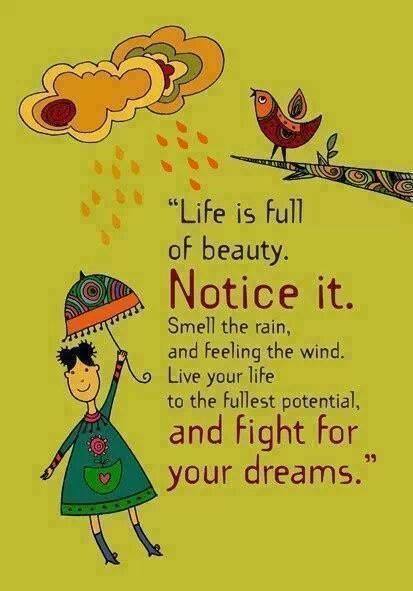 “Life is full
of beauty.
Notice it.
Smell the rain,
and feeling the wind.
Live your life
to the fullest potential,
and fight for
your dreams.”